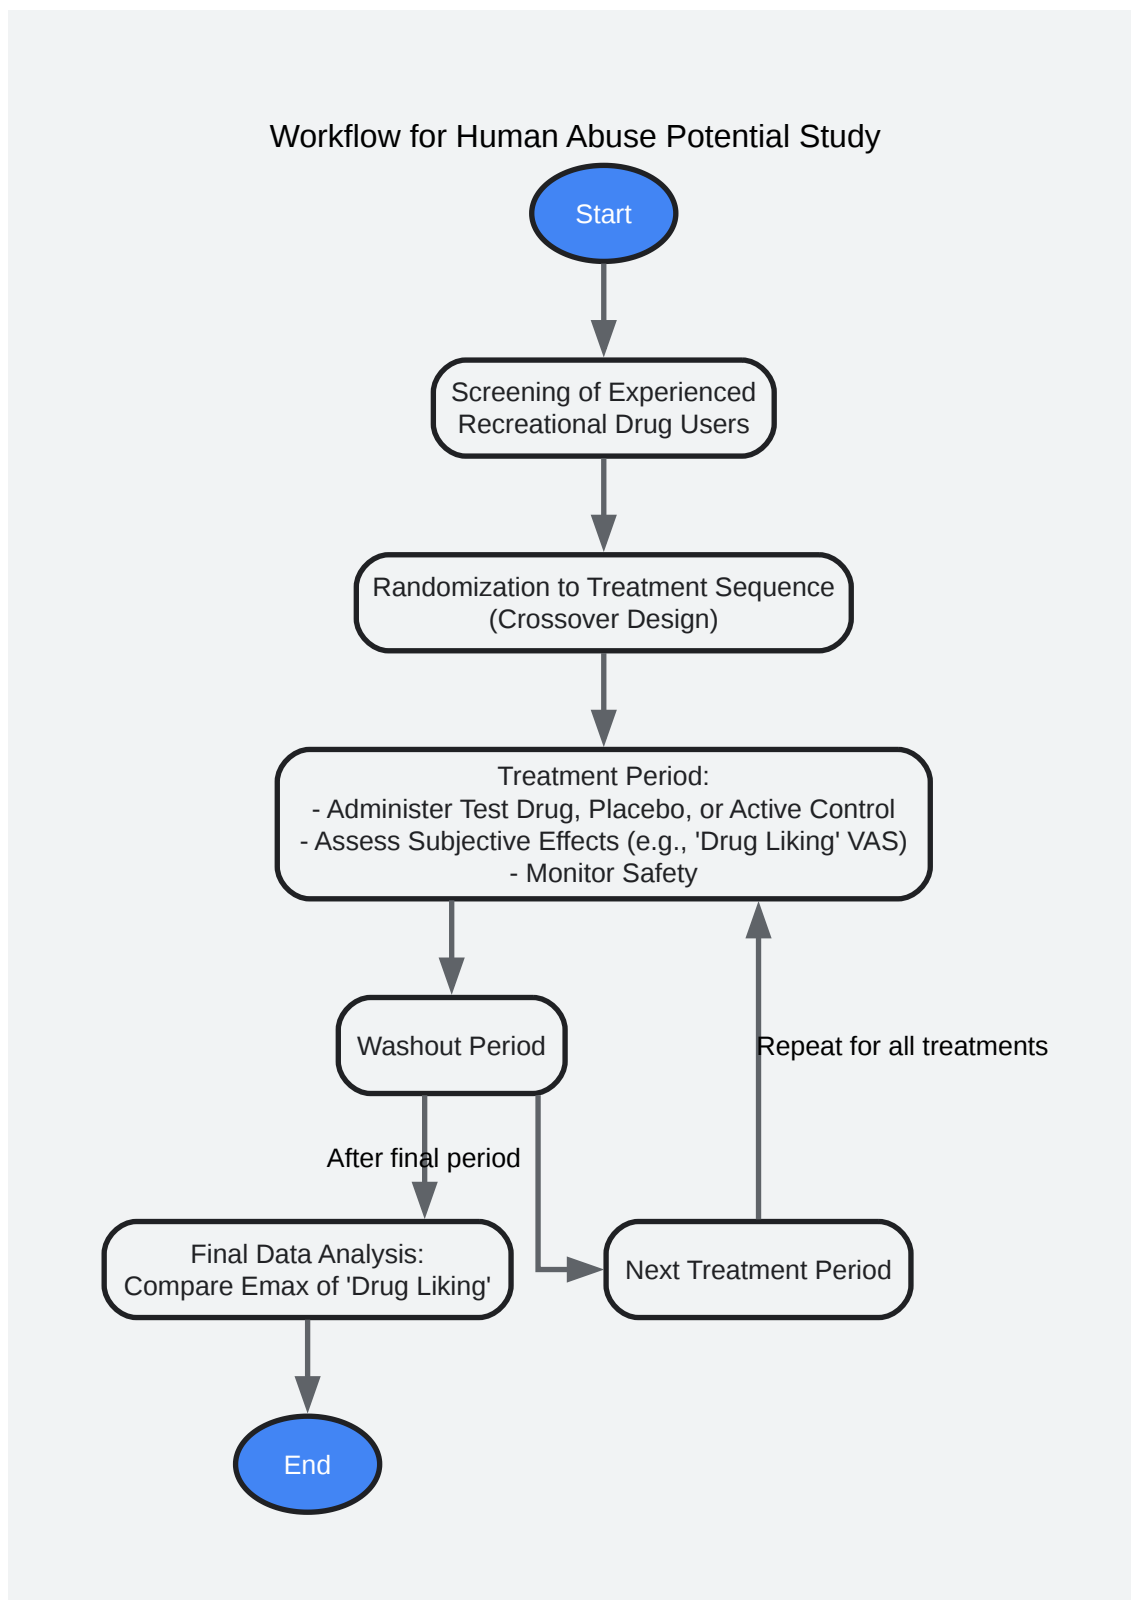 Workflow for Human Abuse Potential Study
Start
Screening of Experienced
Recreational Drug Users
Randomization to Treatment Sequence
(Crossover Design)
Treatment Period:
- Administer Test Drug, Placebo, or Active Control
- Assess Subjective Effects (e.g., 'Drug Liking' VAS)
- Monitor Safety
Washout Period
Repeat for all treatments
After final period
Final Data Analysis:
Compare Emax of 'Drug Liking'
Next Treatment Period
End